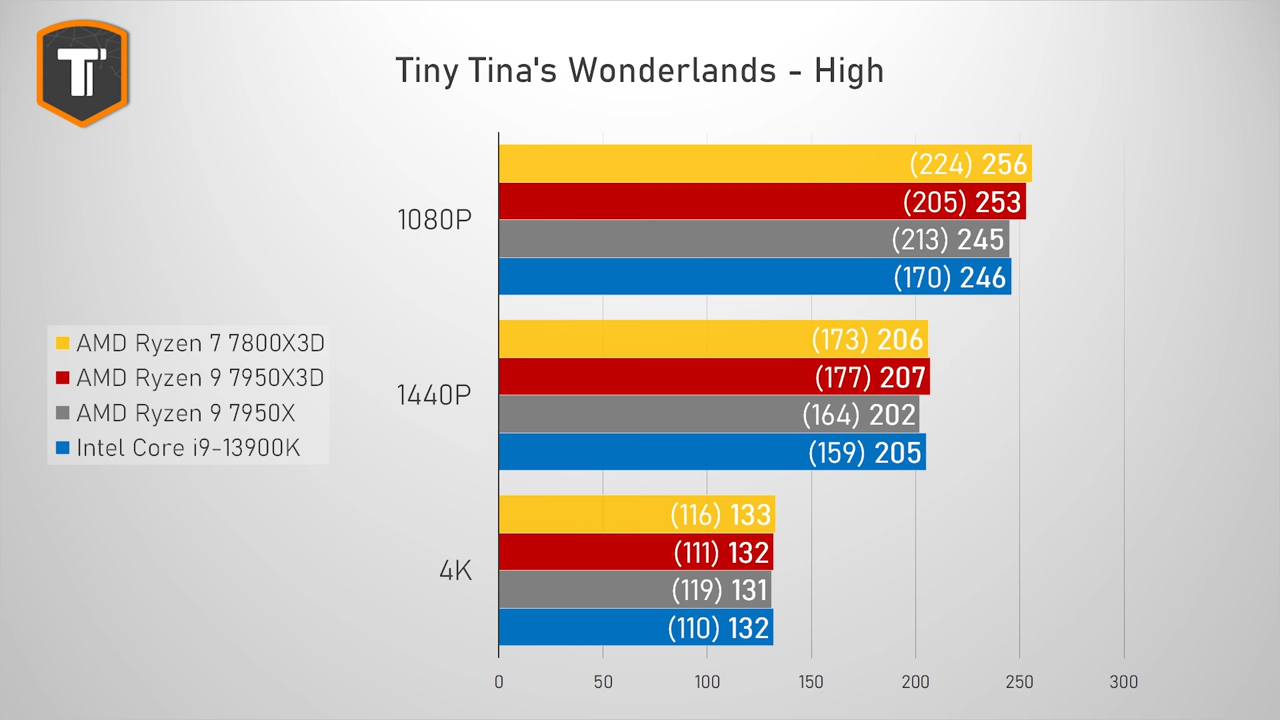 Ti
Tiny Tina's Wonderlands - High
1080P
(224) 256
(205) 253
(213) 245
(170) 246
1440P
(173) 206
(177) 207
(164) 202
(159) 205
4K
(116) 133
(111) 132
(119) 131
(110) 132
AMD Ryzen 7 7800X3D
AMD Ryzen 9 7950X3D
AMD Ryzen 9 7950X
Intel Core i9-13900K
0 50 100 150 200 250 300